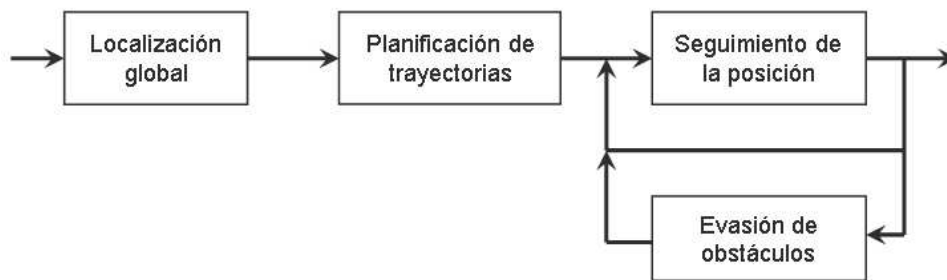 Localización
global
Planificación de
trayectorias
Seguimiento de
la posición
Evasión de
obstáculos